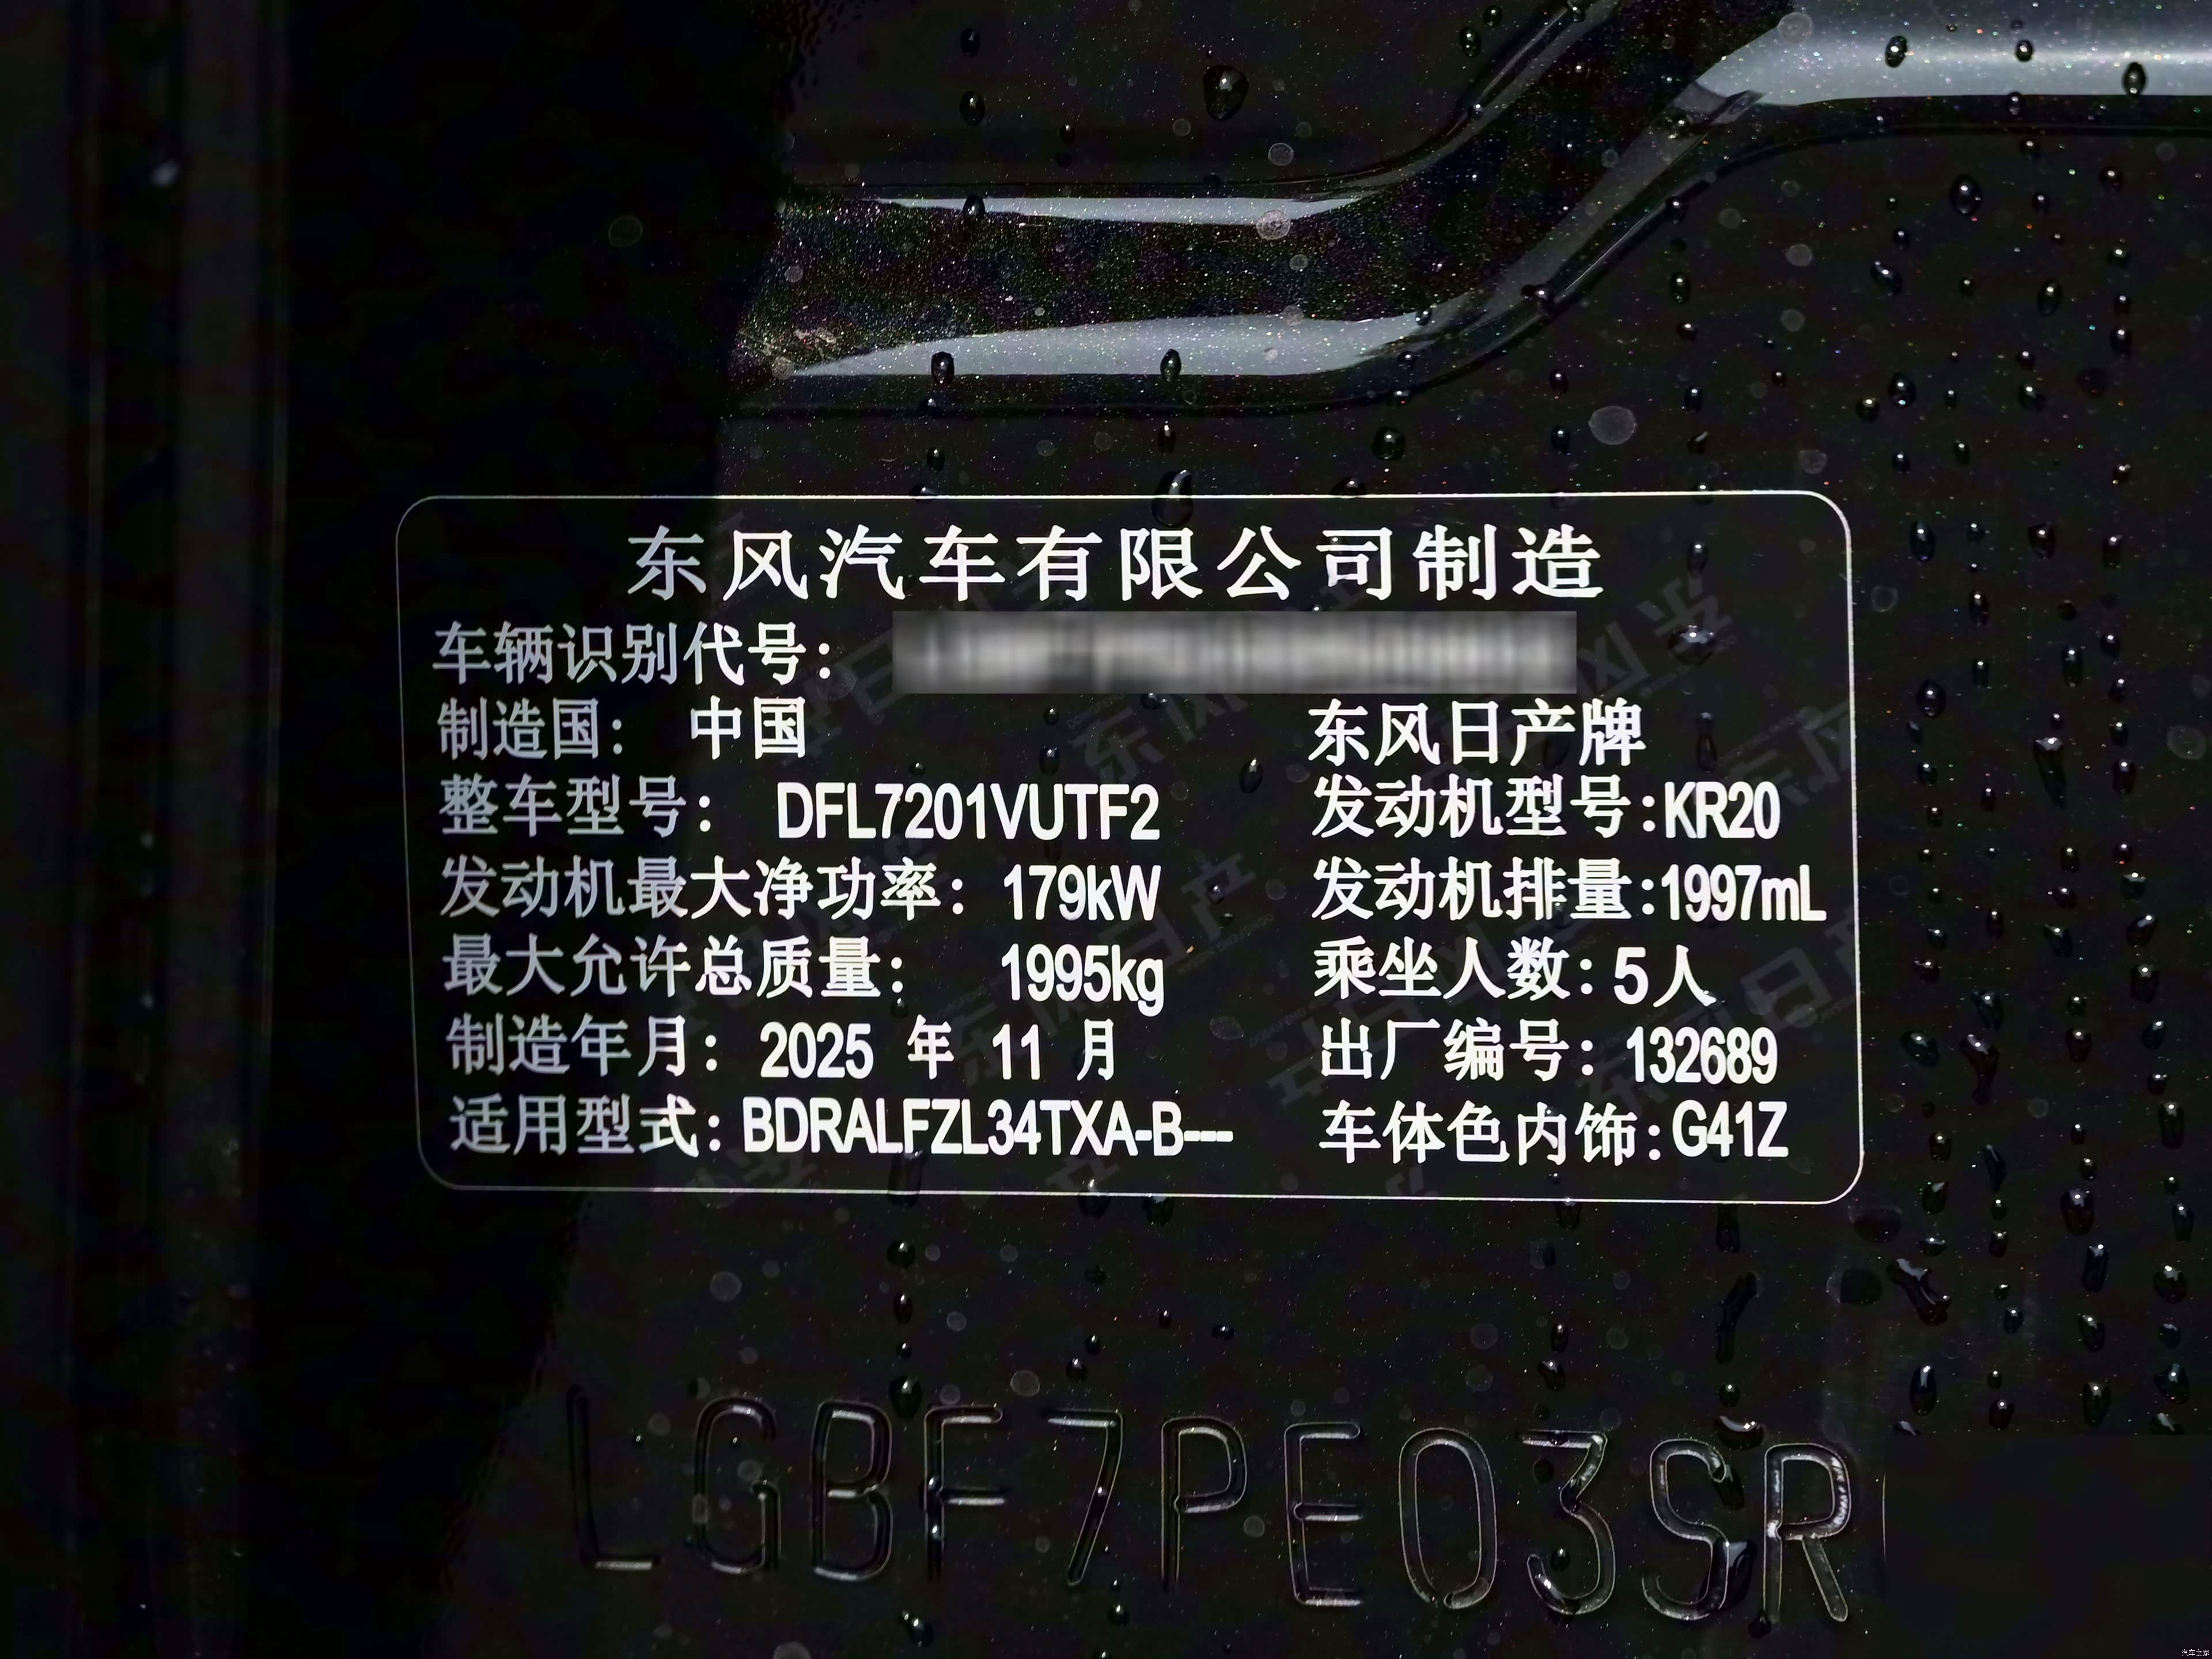 东风汽车有限公司制造
车辆识别代号：
制造国： 中国 东风日产牌
整车型号： DFL7201VUTF2 发动机型号：KR20
发动机最大净功率： 179kW 发动机排量：1997mL
最大允许总质量： 1995kg 乘坐人数：5人
制造年月： 2025 年 11 月 出厂编号：132689
适用型式：BDRALFZL34TXA-B--- 车体色内饰：G41Z
LGBF7PE03SR
汽车之家